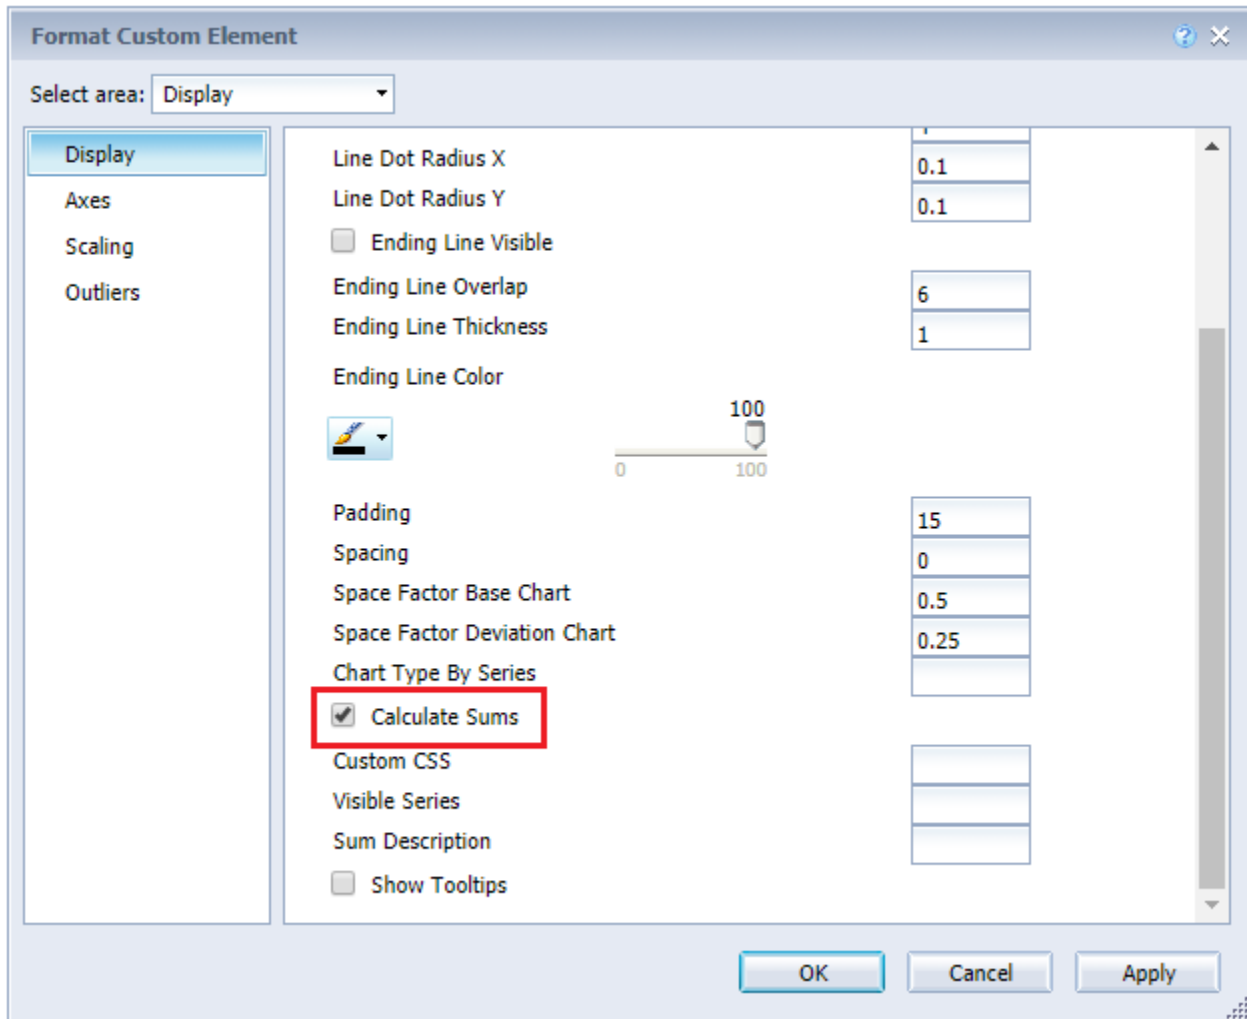 Format Custom Element
Select area: Display
Display
Axes
Scaling
Outliers
Line Dot Radius X 0.1
Line Dot Radius Y 0.1
Ending Line Visible
Ending Line Overlap 6
Ending Line Thickness 1
Ending Line Color
100
0 100
Padding 15
Spacing 0
Space Factor Base Chart 0.5
Space Factor Deviation Chart 0.25
Chart Type By Series
Calculate Sums
Custom CSS
Visible Series
Sum Description
Show Tooltips
OK Cancel Apply